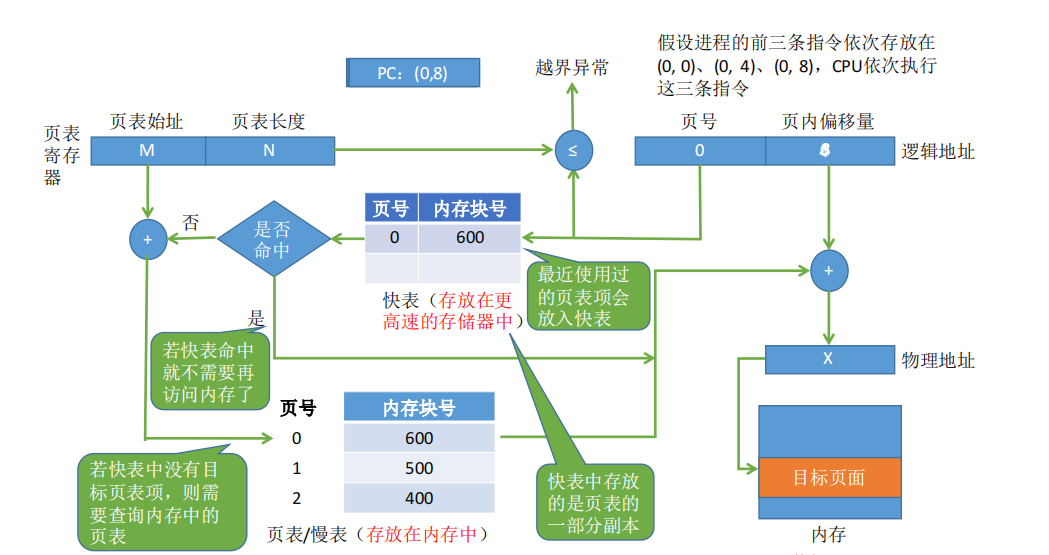 假设进程的前三条指令依次存放在
(0, 0)、(0, 4)、(0, 8)，CPU依次执行
这三条指令
PC：(0,8)
越界异常
页表始址
页表长度
页号
页内偏移量
页表
寄存
器
M
N
≤
0
逻辑地址
页号
内存块号
0
600
是否
命中
否
+
+
最近使用过
的页表项会
放入快表
快表（存放在更
高速的存储器中）
是
若快表命中
就不需要再
访问内存了
X
物理地址
页号
内存块号
0
600
1
500
2
400
若快表中没有目
标页表项，则需
要查询内存中的
页表
快表中存放
的是页表的
一部分副本
目标页面
页表/慢表（存放在内存中）
内存